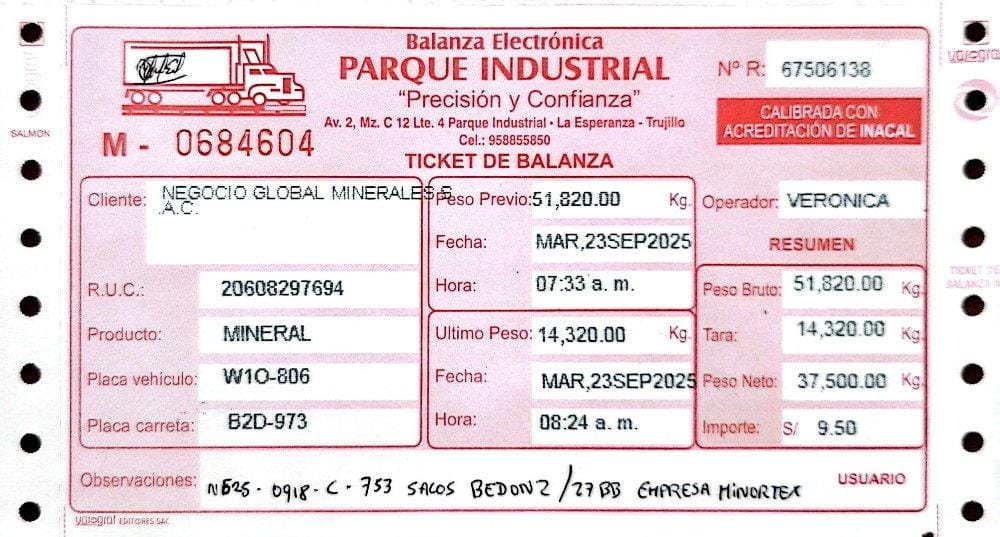 Balanza Electrónica
PARQUE INDUSTRIAL
"Precisión y Confianza"
Av. 2, Mz. C 12 Lte. 4 Parque Industrial - La Esperanza - Trujillo
Cel.: 958855850
TICKET DE BALANZA
M - 0684604
Nº R: 67506138
CALIBRADA CON
ACREDITACIÓN DE INACAL
SALMON
Cliente: NEGOCIO GLOBAL MINERALES S
.A.C.
R.U.C.: 20608297694
Producto: MINERAL
Placa vehículo: W1O-806
Placa carreta: B2D-973
Peso Previo: 51,820.00 Kg.
Fecha: MAR,23SEP2025
Hora: 07:33 a. m.
Ultimo Peso: 14,320.00 Kg.
Fecha: MAR,23SEP2025
Hora: 08:24 a. m.
Operador: VERONICA
RESUMEN
Peso Bruto: 51,820.00 Kg.
Tara: 14,320.00 Kg.
Peso Neto: 37,500.00 Kg.
Importe: S/ 9.50
Observaciones: NE25-0918-C-753 SACOS BEDON2/27BB EMPRESA MINORTEX
USUARIO
Varograf EDITORES SAC